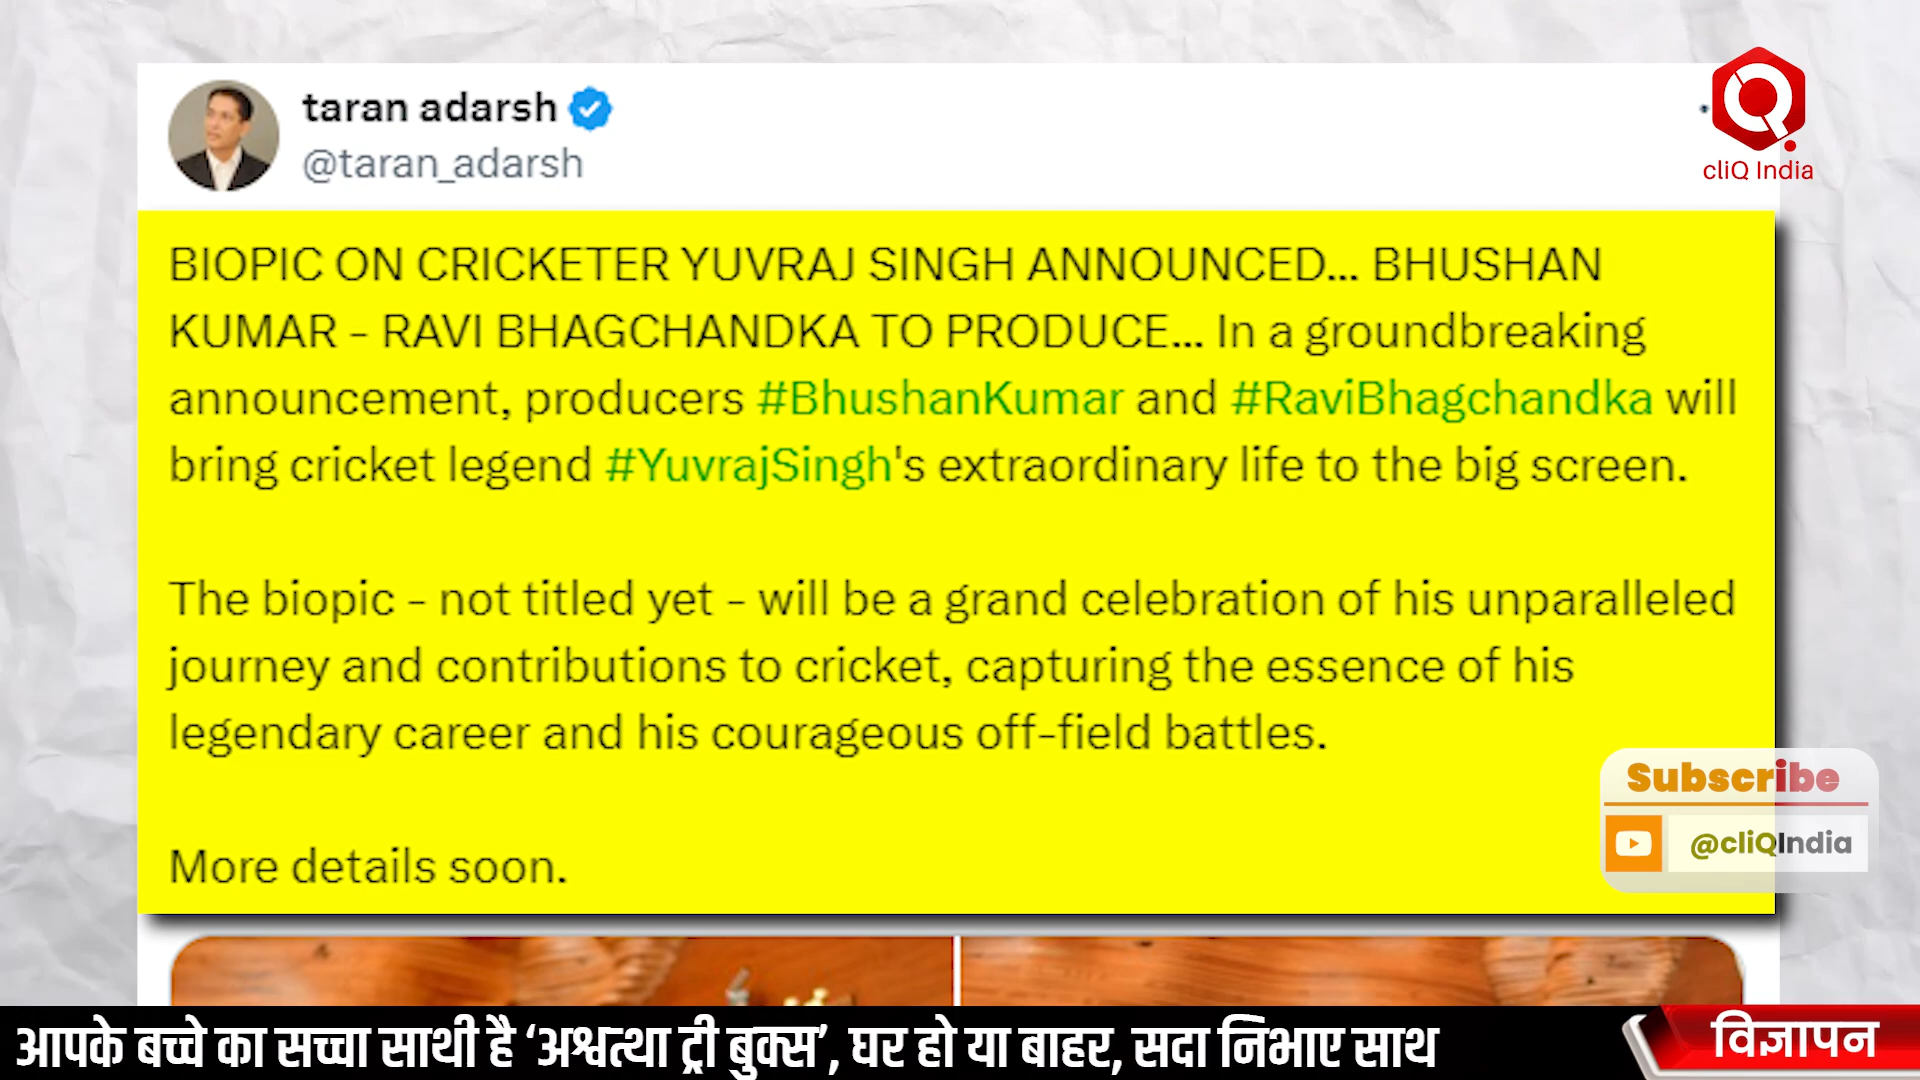 taran adarsh
@taran_adarsh
cliQ India
BIOPIC ON CRICKETER YUVRAJ SINGH ANNOUNCED... BHUSHAN
KUMAR - RAVI BHAGCHANDKA TO PRODUCE... In a groundbreaking
announcement, producers #BhushanKumar and #RaviBhagchandka will
bring cricket legend #YuvrajSingh's extraordinary life to the big screen.
The biopic - not titled yet - will be a grand celebration of his unparalleled
journey and contributions to cricket, capturing the essence of his
legendary career and his courageous off-field battles.
More details soon.
Subscribe
@cliQIndia
आपके बच्चे का सच्चा साथी है ‘अश्वत्था ट्री बुक्स’, घर हो या बाहर, सदा निभाए साथ
विज्ञापन